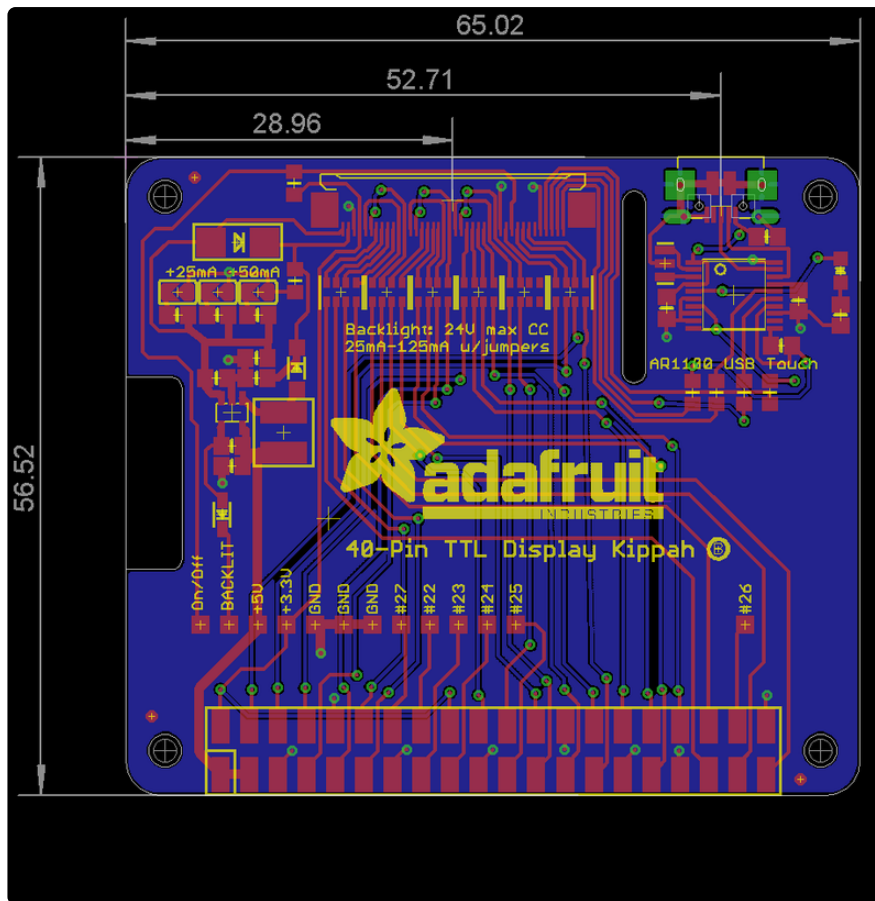 65.02
52.71
28.96
56.52
+25mA +50mA
Backlight: 24V max CC
25mA-125mA w/jumpers
AR1100 USB Touch
adafruit
INDUSTRIES
40-Pin TTL Display Kippah
On/Off
BACKLIT
+5V
+3.3V
GND
GND
GND
#27
#22
#23
#24
#25
#26